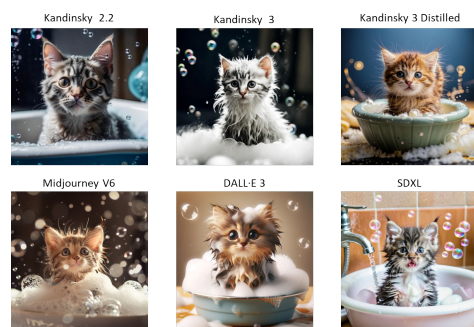 Kandinsky 2.2
Kandinsky 3
Kandinsky 3 Distilled
Midjourney V6
DALL·E 3
SDXL